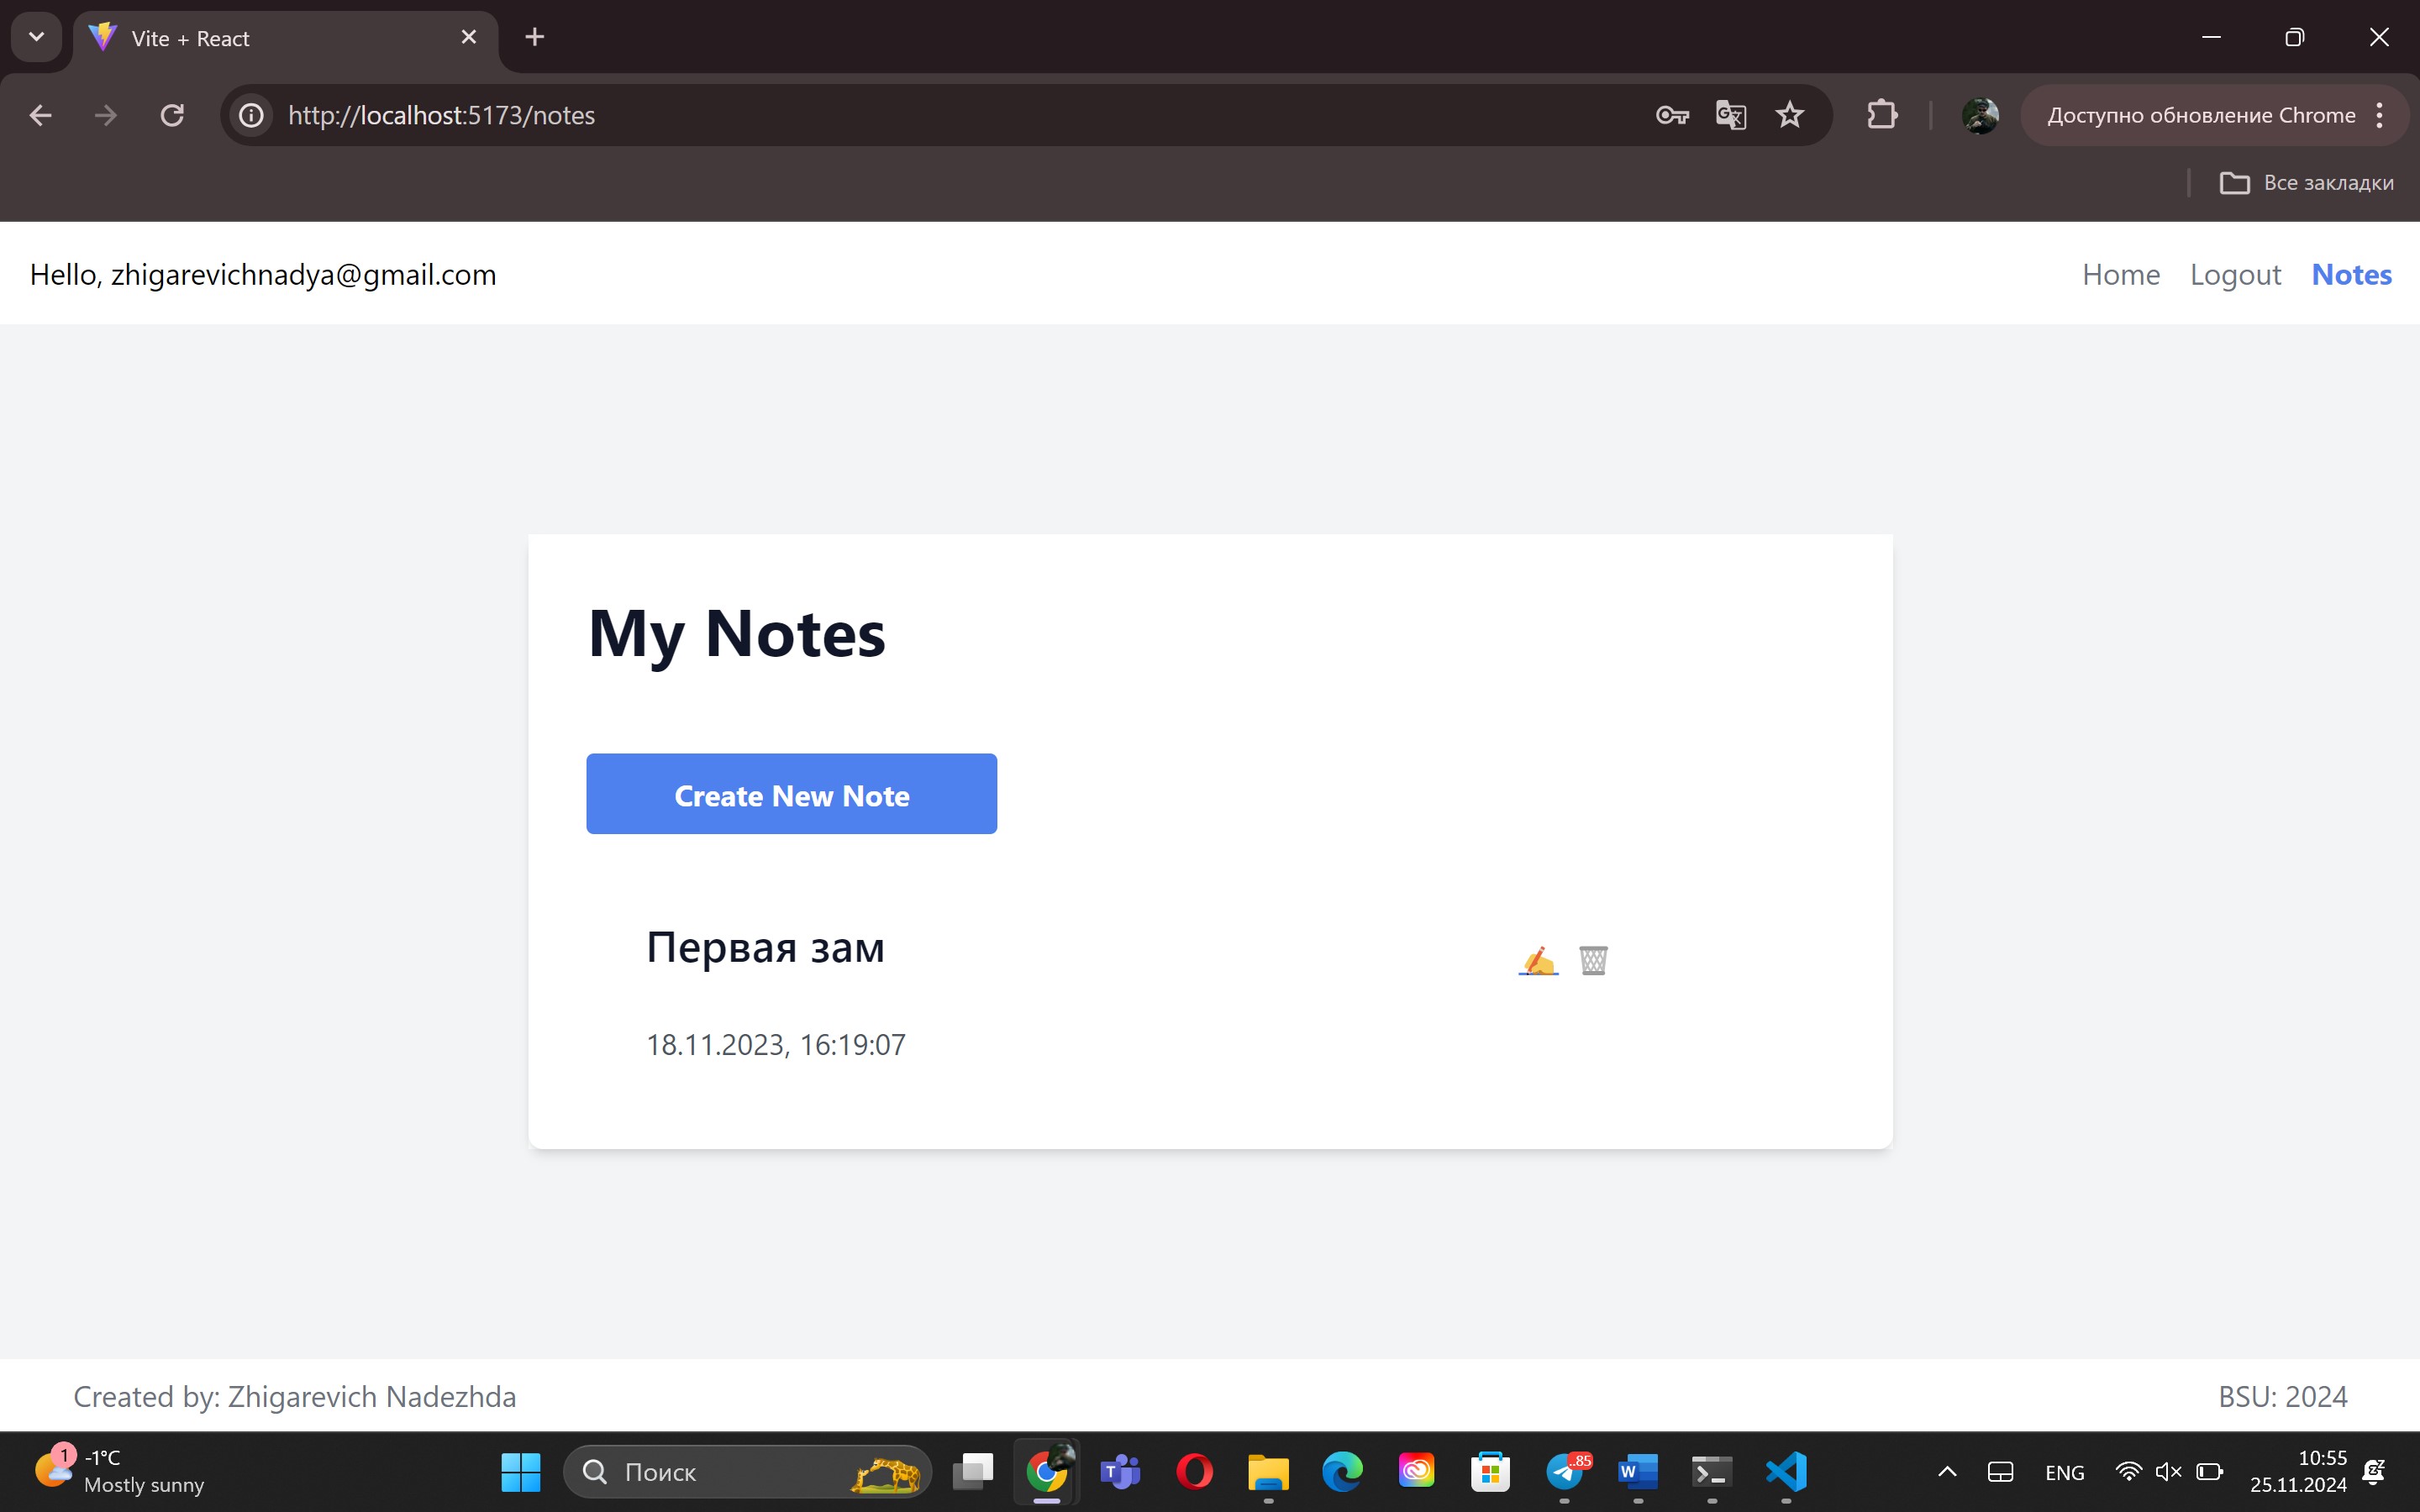 Vite + React
http://localhost:5173/notes
Доступно обновление Chrome
Все закладки
Hello, zhigarevichnadya@gmail.com
Home Logout Notes
My Notes
Create New Note
Первая зам
18.11.2023, 16:19:07
Created by: Zhigarevich Nadezhda
BSU: 2024
1
-1°C
Mostly sunny
Поиск
..85
ENG
10:55
25.11.2024